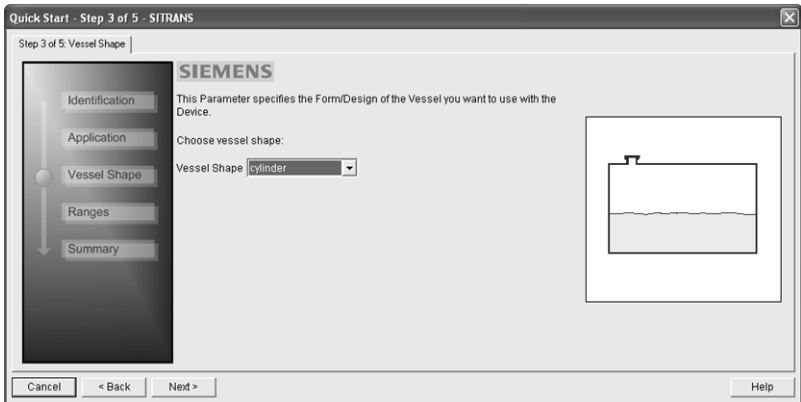 Quick Start - Step 3 of 5 - SITRANS
Step 3 of 5: Vessel Shape
SIEMENS
This Parameter specifies the Form/Design of the Vessel you want to use with the
Device.
Choose vessel shape:
Vessel Shape cylinder
Identification
Application
Vessel Shape
Ranges
Summary
Cancel
< Back
Next >
Help